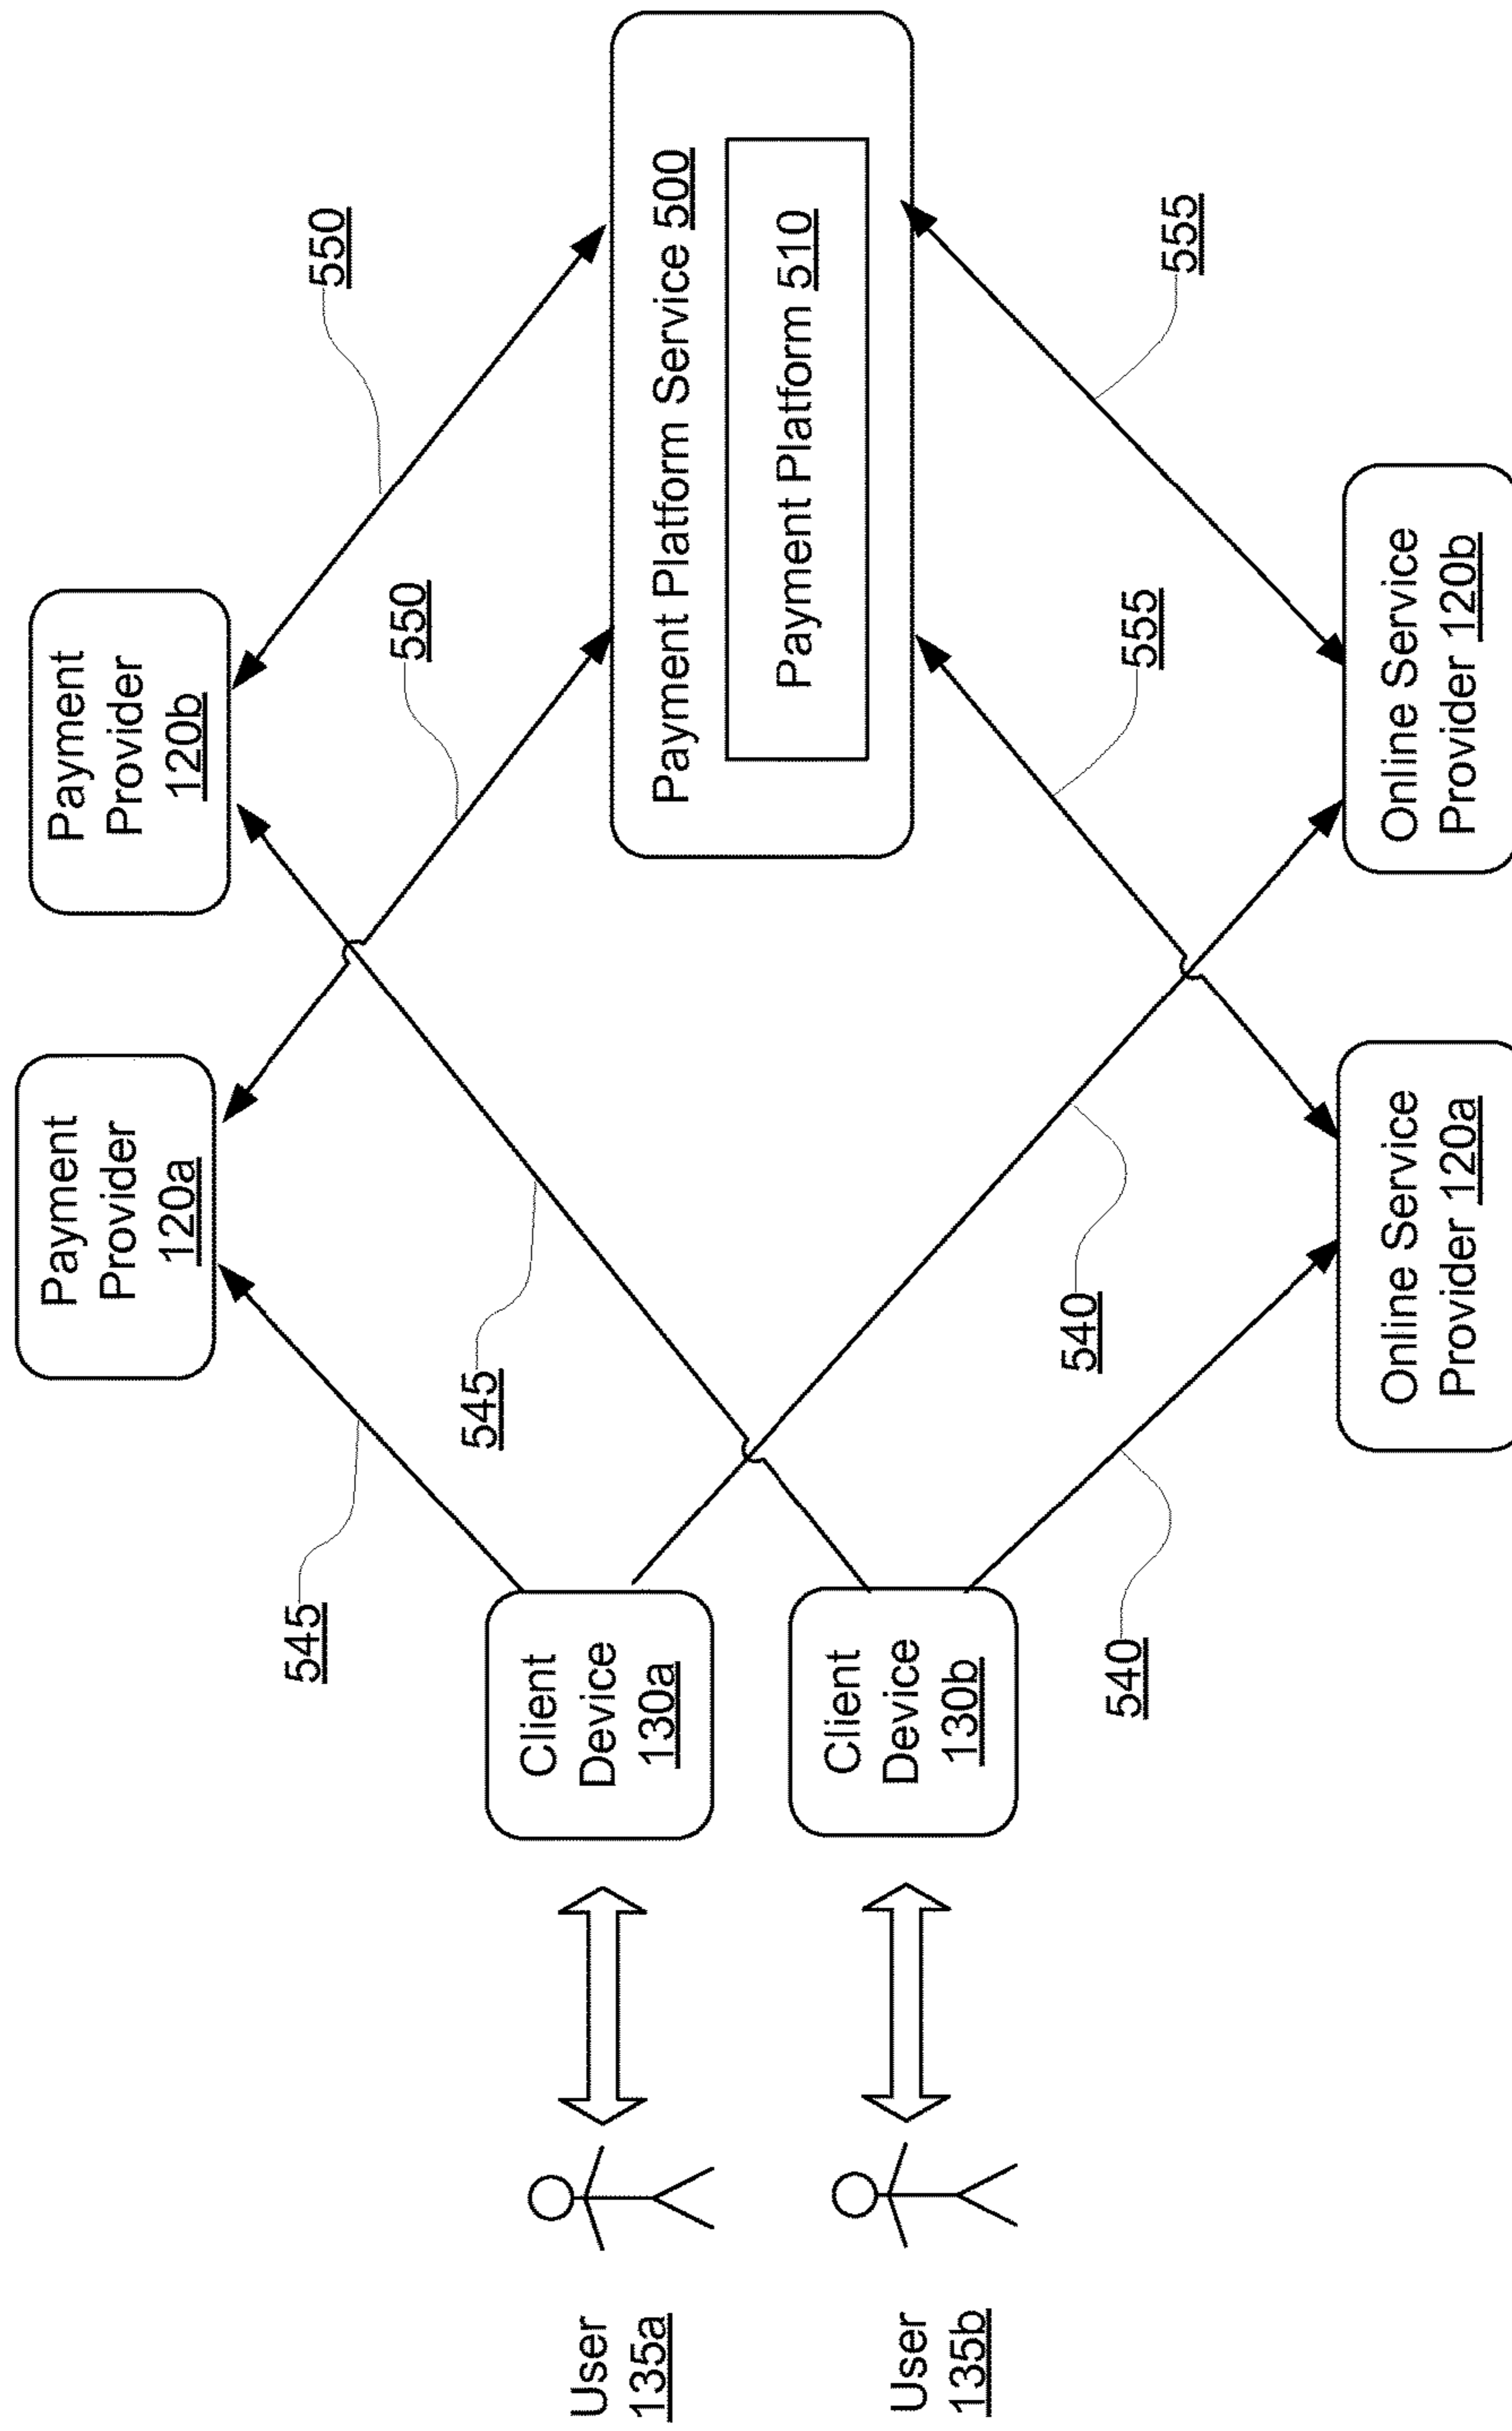 Payment
Provider
120a
Payment
Provider
120b
545
550
545
550
User
135a
Client
Device
130a
Payment Platform Service 500
Payment Platform 510
User
135b
Client
Device
130b
540
540
555
555
Online Service
Provider 120a
Online Service
Provider 120b